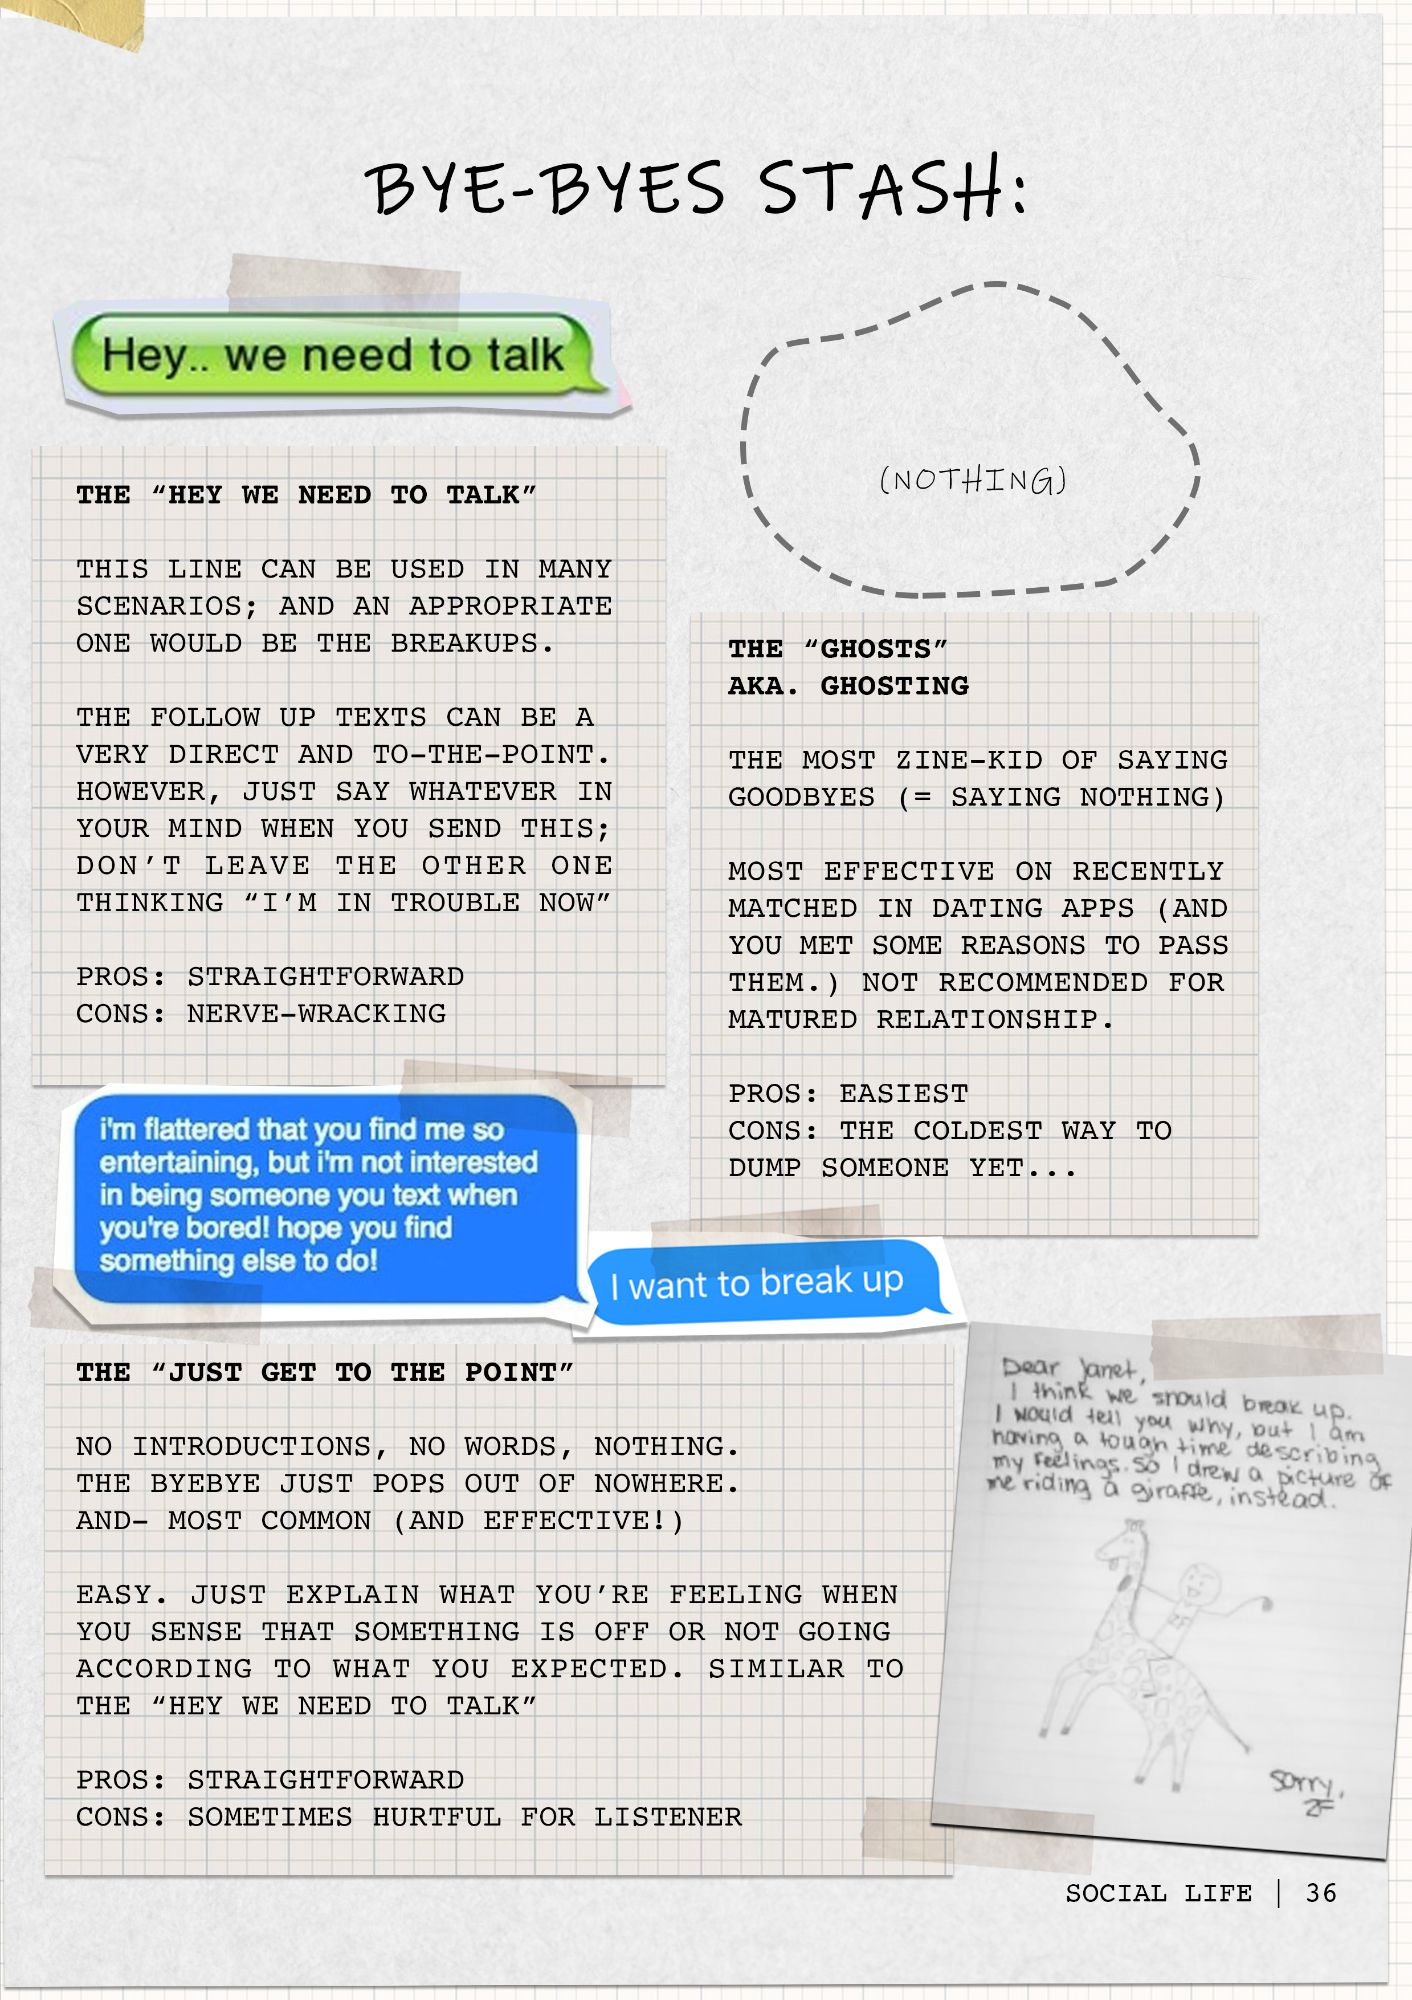 BYE-BYES STASH:
Hey.. we need to talk
THE “HEY WE NEED TO TALK”
THIS LINE CAN BE USED IN MANY
SCENARIOS; AND AN APPROPRIATE
ONE WOULD BE THE BREAKUPS.
THE FOLLOW UP TEXTS CAN BE A
VERY DIRECT AND TO-THE-POINT.
HOWEVER, JUST SAY WHATEVER IN
YOUR MIND WHEN YOU SEND THIS;
DON’T LEAVE THE OTHER ONE
THINKING “I’M IN TROUBLE NOW”
PROS: STRAIGHTFORWARD
CONS: NERVE-WRACKING
(NOTHING)
THE “GHOSTS”
AKA. GHOSTING
THE MOST ZINE-KID OF SAYING
GOODBYES (= SAYING NOTHING)
MOST EFFECTIVE ON RECENTLY
MATCHED IN DATING APPS (AND
YOU MET SOME REASONS TO PASS
THEM.) NOT RECOMMENDED FOR
MATURED RELATIONSHIP.
PROS: EASIEST
CONS: THE COLDEST WAY TO
DUMP SOMEONE YET...
i'm flattered that you find me so
entertaining, but i'm not interested
in being someone you text when
you're bored! hope you find
something else to do!
I want to break up
THE “JUST GET TO THE POINT”
NO INTRODUCTIONS, NO WORDS, NOTHING.
THE BYEBYE JUST POPS OUT OF NOWHERE.
AND- MOST COMMON (AND EFFECTIVE!)
EASY. JUST EXPLAIN WHAT YOU’RE FEELING WHEN
YOU SENSE THAT SOMETHING IS OFF OR NOT GOING
ACCORDING TO WHAT YOU EXPECTED. SIMILAR TO
THE “HEY WE NEED TO TALK”
PROS: STRAIGHTFORWARD
CONS: SOMETIMES HURTFUL FOR LISTENER
Dear Janet,
I think we should break up.
I would tell you why, but I am
having a tough time describing
my feelings. So I drew a picture of
me riding a giraffe, instead.
sorry,
SOCIAL LIFE | 36